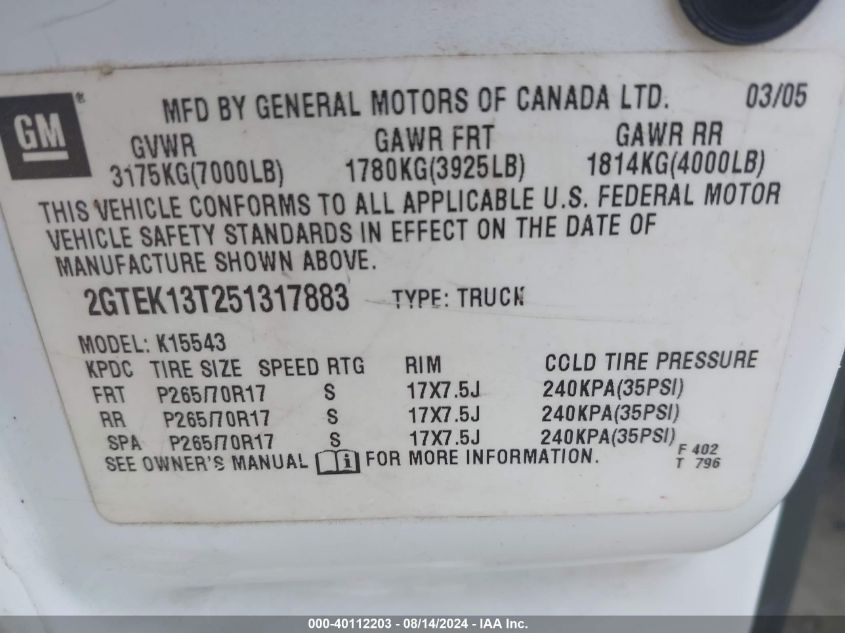 GM ®
MFD BY GENERAL MOTORS OF CANADA LTD. 03/05
GVWR GAWR FRT GAWR RR
3175KG(7000LB) 1780KG(3925LB) 1814KG(4000LB)
THIS VEHICLE CONFORMS TO ALL APPLICABLE U.S. FEDERAL MOTOR
VEHICLE SAFETY STANDARDS IN EFFECT ON THE DATE OF
MANUFACTURE SHOWN ABOVE.
2GTEK13T251317883 TYPE: TRUCK
MODEL: K15543
KPDC TIRE SIZE SPEED RTG RIM COLD TIRE PRESSURE
FRT P265/70R17 S 17X7.5J 240KPA(35PSI)
RR P265/70R17 S 17X7.5J 240KPA(35PSI)
SPA P265/70R17 S 17X7.5J 240KPA(35PSI)
SEE OWNER'S MANUAL i FOR MORE INFORMATION. F 402
T 796
000-40112203 - 08/14/2024 - IAA Inc.